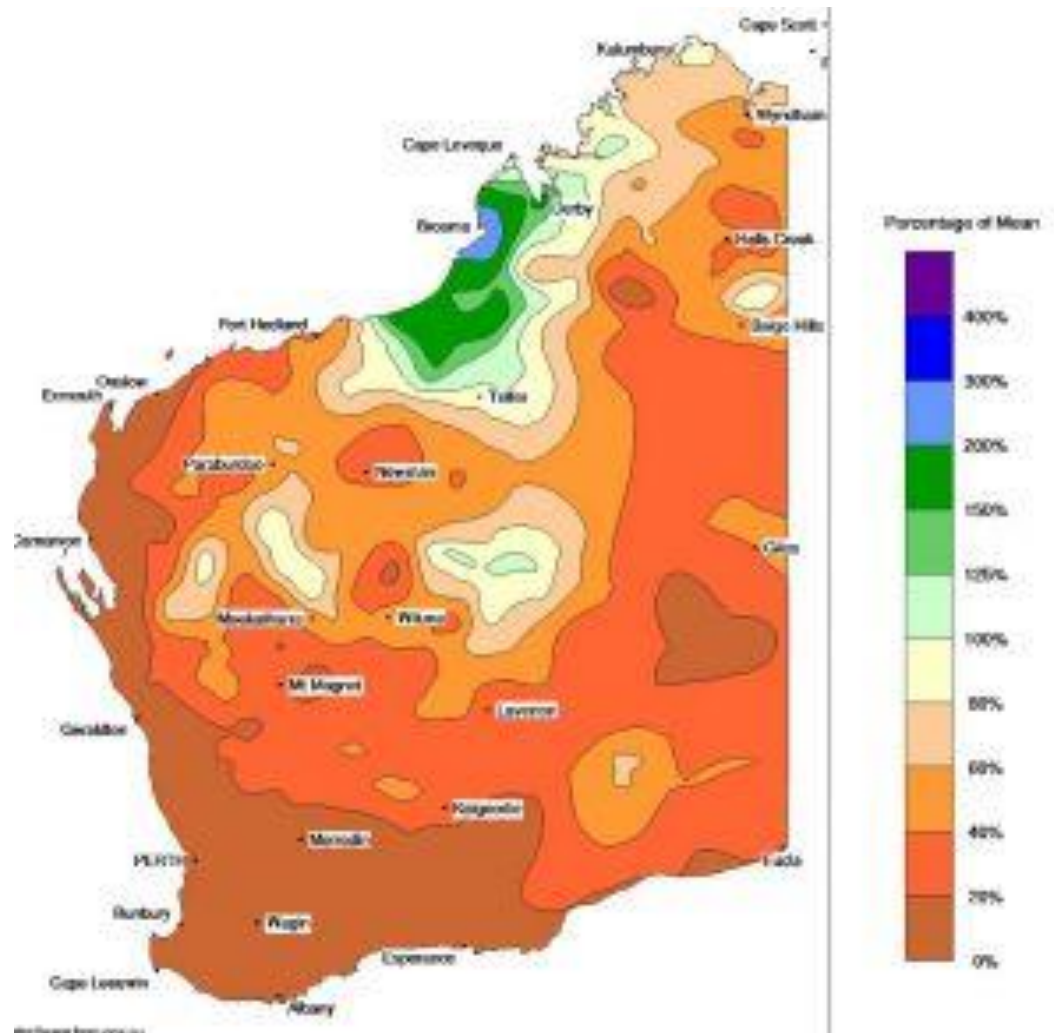 Cape Scott
Kalumburu
Wyndham
Cape Leveque
Derby
Broome
Halls Creek
Percentage of Mean
400%
Balgo Hills
Port Hedland
300%
Onslow
Exmouth
Telfer
200%
Paraburdoo
Newman
150%
Carnarvon
Giles
125%
Meekatharra
Wiluna
100%
Mt Magnet
80%
Laverton
Geraldton
60%
Kalgoorlie
40%
Merredin
PERTH
Eucla
20%
Bunbury
Wagin
Esperance
0%
Cape Leeuwin
Albany